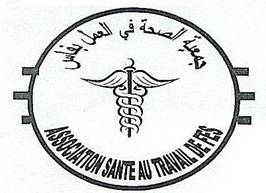 جمعية الصحة في العمل بفاس
ASSOCIATION SANTE AU TRAVAIL DE FES